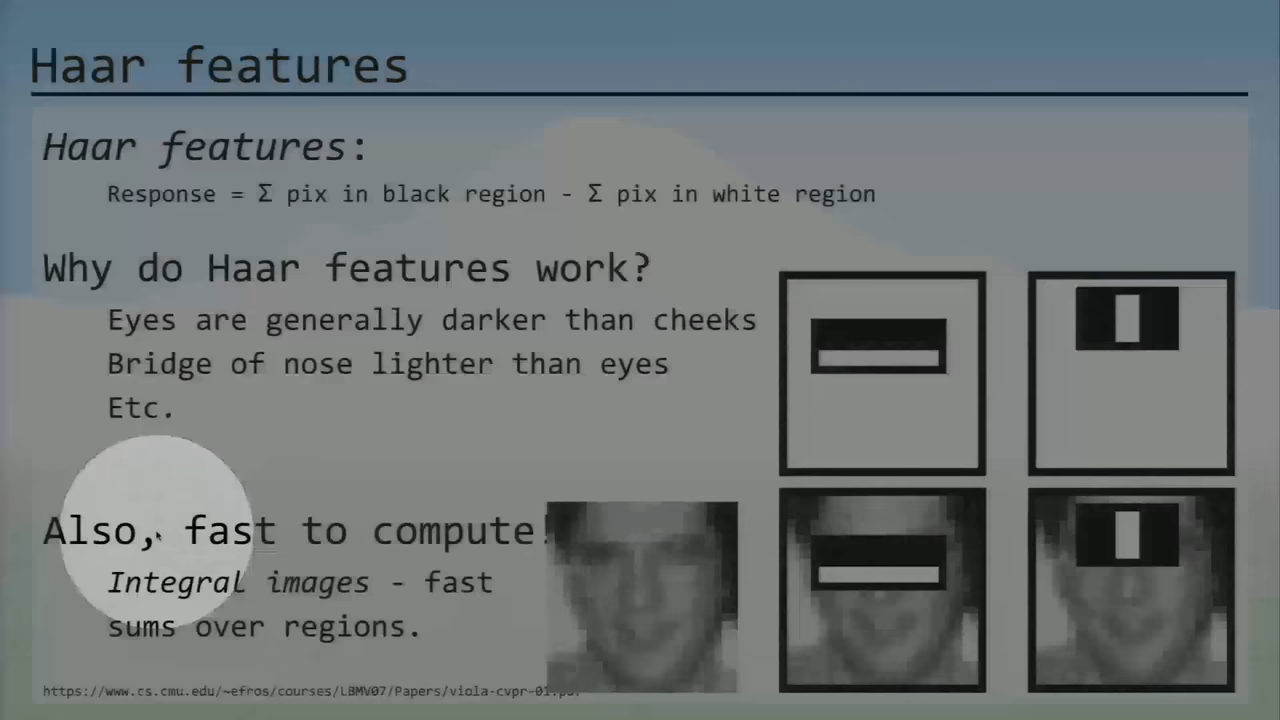 Haar features
Haar features:
Response = Σ pix in black region - Σ pix in white region
Why do Haar features work?
Eyes are generally darker than cheeks
Bridge of nose lighter than eyes
Etc.
Also, fast to compute!
Integral images - fast
sums over regions.
https://www.cs.cmu.edu/~efros/courses/LBMV07/Papers/viola-cvpr-01.pdf